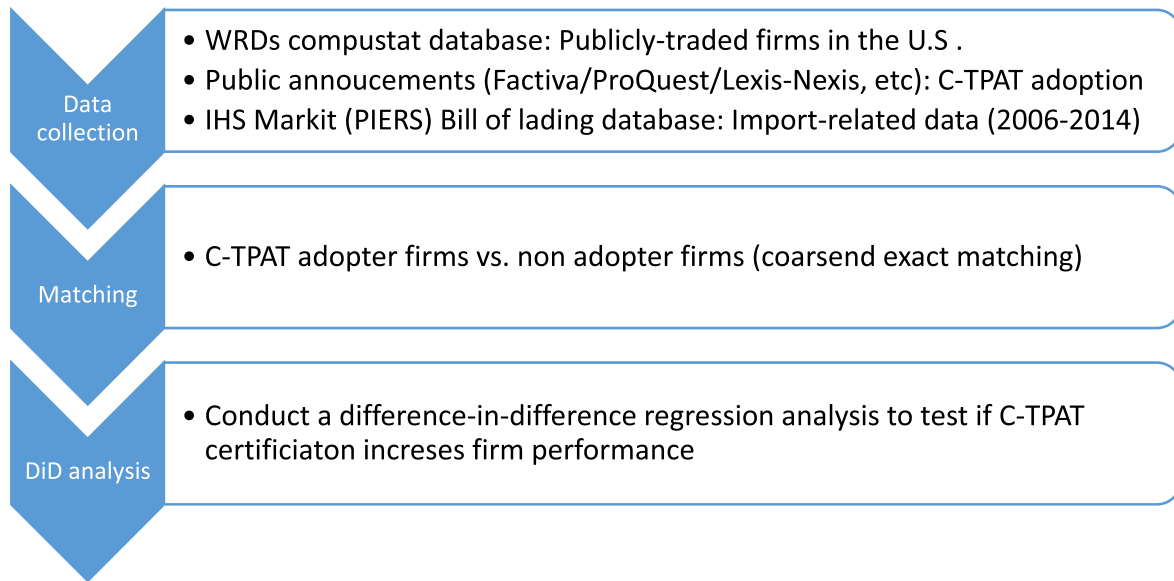 Data
collection
• WRDs compustat database: Publicly-traded firms in the U.S .
• Public annoucements (Factiva/ProQuest/Lexis-Nexis, etc): C-TPAT adoption
• IHS Markit (PIERS) Bill of lading database: Import-related data (2006-2014)
Matching
• C-TPAT adopter firms vs. non adopter firms (coarsend exact matching)
DiD analysis
• Conduct a difference-in-difference regression analysis to test if C-TPAT
certificiaton increses firm performance